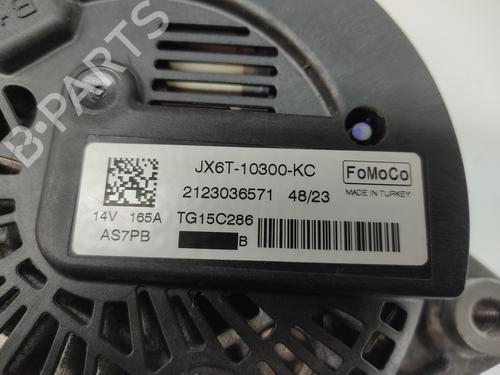 B-PARTS
JX6T-10300-KC
FoMoCo
2123036571 48/23
MADE IN TURKEY
14V 165A TG15C286
AS7PB
B